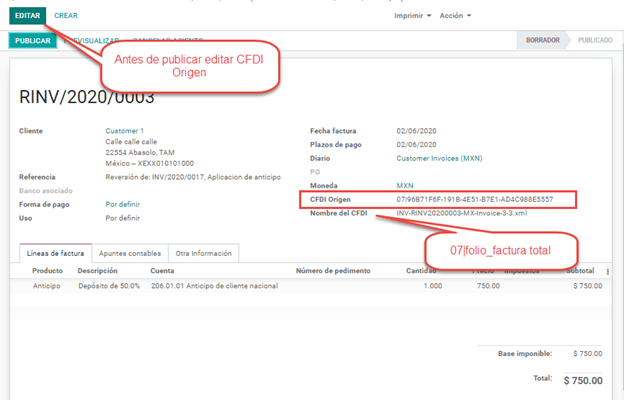 EDITAR CREAR Imprimir Acción
PUBLICAR PREVISUALIZAR CANCELAR ASIENTO BORRADOR PUBLICADO
Antes de publicar editar CFDI
Origen
RINV/2020/0003
Cliente Customer 1 Fecha factura 02/06/2020
Calle calle calle Plazos de pago 02/06/2020
22554 Abasolo, TAM Diario Customer Invoices (MXN)
México – XEXX010101000 PO
Referencia Reversión de: INV/2020/0017, Aplicacion de anticipo Moneda MXN
Banco asociado CFDI Origen 07|96B71F6F-191B-4E51-B7E1-AD4C988E5557
Forma de pago Por definir Nombre del CFDI INV-RINV20200003-MX-Invoice-3-3.xml
Uso Por definir
07|folio_factura total
Líneas de factura Apuntes contables Otra Información
Producto Descripción Cuenta Número de pedimento Cantidad Precio Impuestos Subtotal
Anticipo Depósito de 50.0% 206.01.01 Anticipo de cliente nacional 1.000 750.00 $ 750.00
Base imponible: $ 750.00
Total: $ 750.00